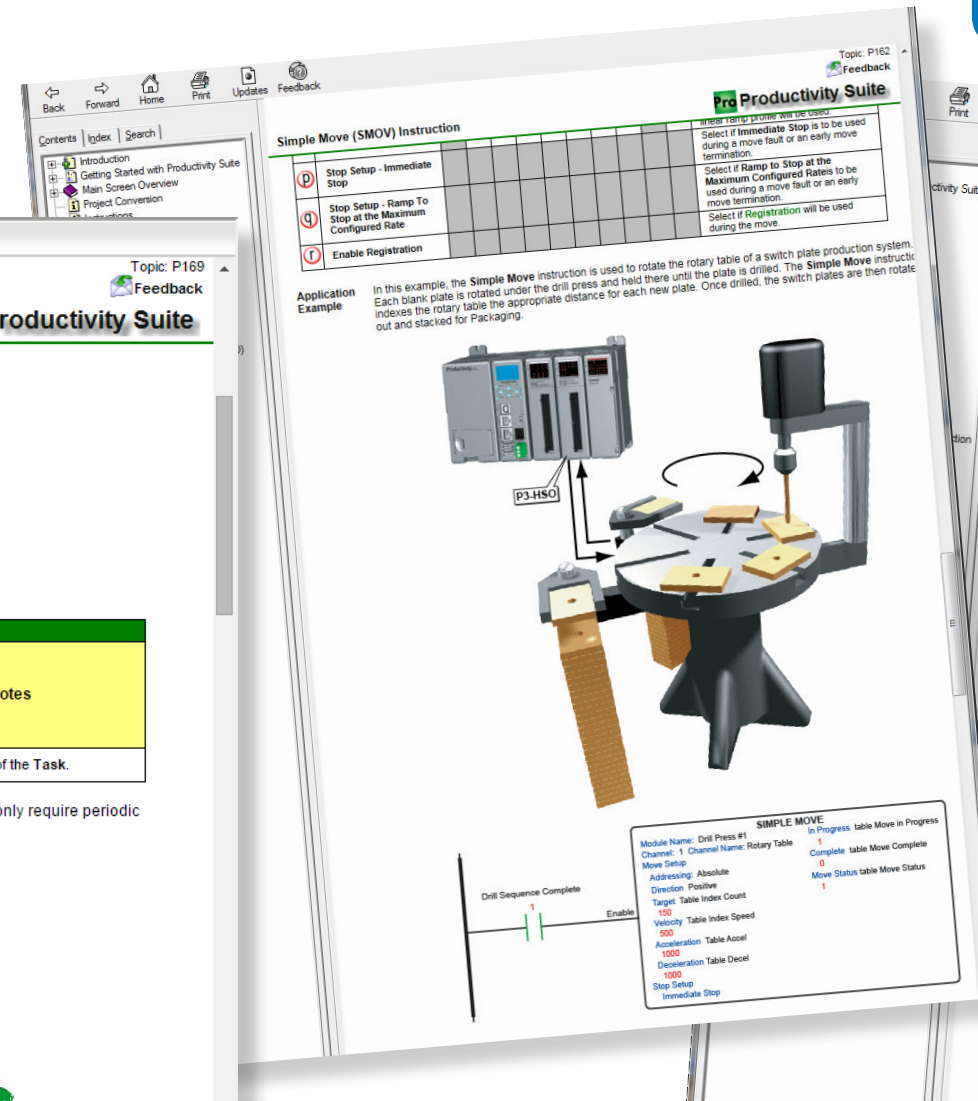 Back
Forward
Home
Print
Updates
Feedback
Contents
Index
Search
Introduction
Getting Started with Productivity Suite
Main Screen Overview
Project Conversion
Instructions
Topic: P162
Feedback
Pro Productivity Suite
Simple Move (SMOV) Instruction
linear ramp profile will be used.
p
Stop Setup - Immediate
Stop
Select if Immediate Stop is to be used
during a move fault or an early move
termination.
q
Stop Setup - Ramp To
Stop at the Maximum
Configured Rate
Select if Ramp to Stop at the
Maximum Configured Rateis to be
used during a move fault or an early
move termination.
r
Enable Registration
Select if Registration will be used
during the move.
Application
Example
In this example, the Simple Move instruction is used to rotate the rotary table of a switch plate production system.
Each blank plate is rotated under the drill press and held there until the plate is drilled. The Simple Move instructic
indexes the rotary table the appropriate distance for each new plate. Once drilled, the switch plates are then rotate
out and stacked for Packaging.
P3-HSO
Drill Sequence Complete
1
Enable
SIMPLE MOVE
Module Name: Drill Press #1
Channel: 1 Channel Name: Rotary Table
Move Setup
Addressing: Absolute
Direction Positive
Target Table Index Count
150
Velocity Table Index Speed
500
Acceleration Table Accel
1000
Deceleration Table Decel
1000
Stop Setup
Immediate Stop
In Progress table Move in Progress
1
Complete table Move Complete
0
Move Status table Move Status
1
Topic: P169
Feedback
roductivity Suite
otes
of the Task.
only require periodic
Print
ctivity Suit
ction